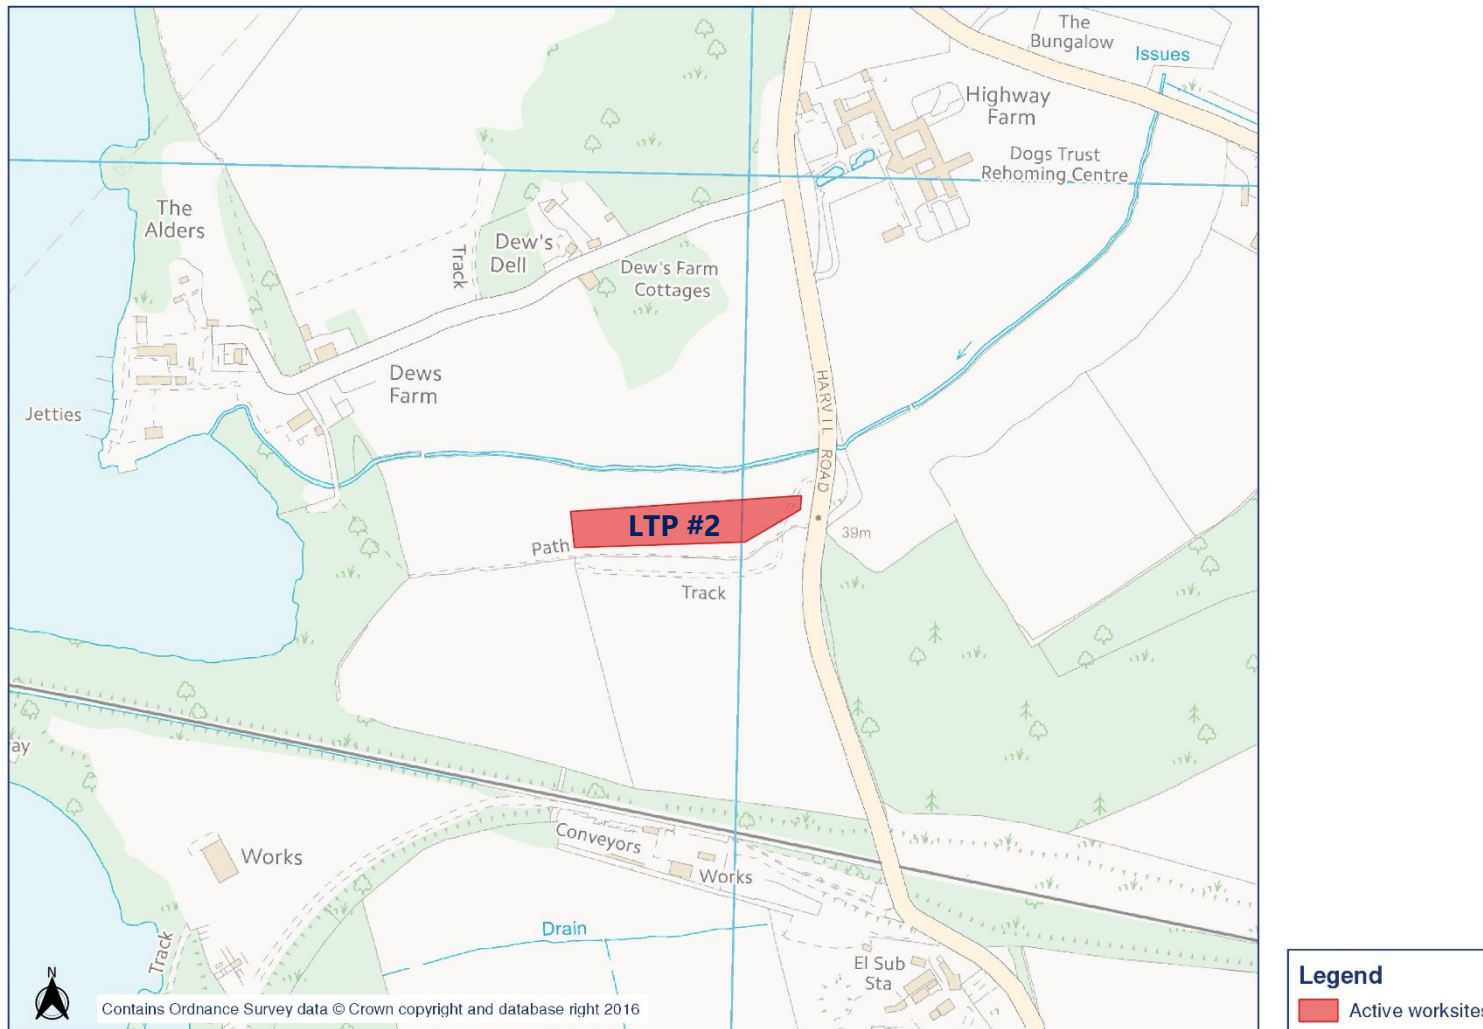 The
Bungalow
Issues
Highway
Farm
Dogs Trust
Rehoming Centre
The
Alders
Track
Dew's
Dell
Dew's Farm
Cottages
Dews
Farm
Jetties
HARVIL ROAD
LTP #2
39m
Path
Track
ay
Works
Conveyors
Works
Drain
Track
El Sub
Sta
N
Contains Ordnance Survey data © Crown copyright and database right 2016
Legend
Active worksites